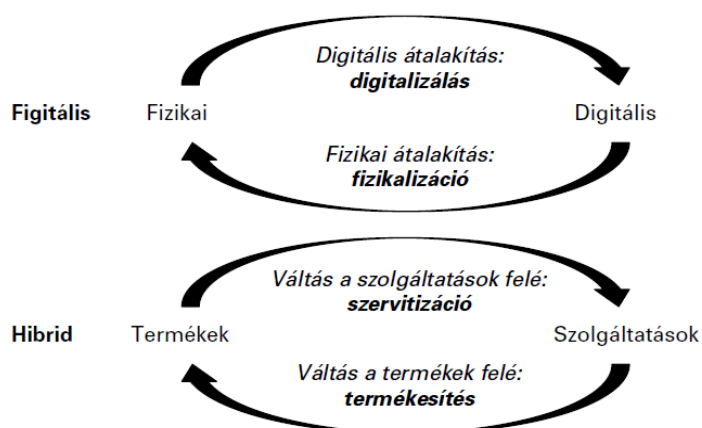 Digitális átalakítás:
digitalizálás
Figitális Fizikai Digitális
Fizikai átalakítás:
fizikalizáció
Váltás a szolgáltatások felé:
szervitizáció
Hibrid Termékek Szolgáltatások
Váltás a termékek felé:
termékesítés